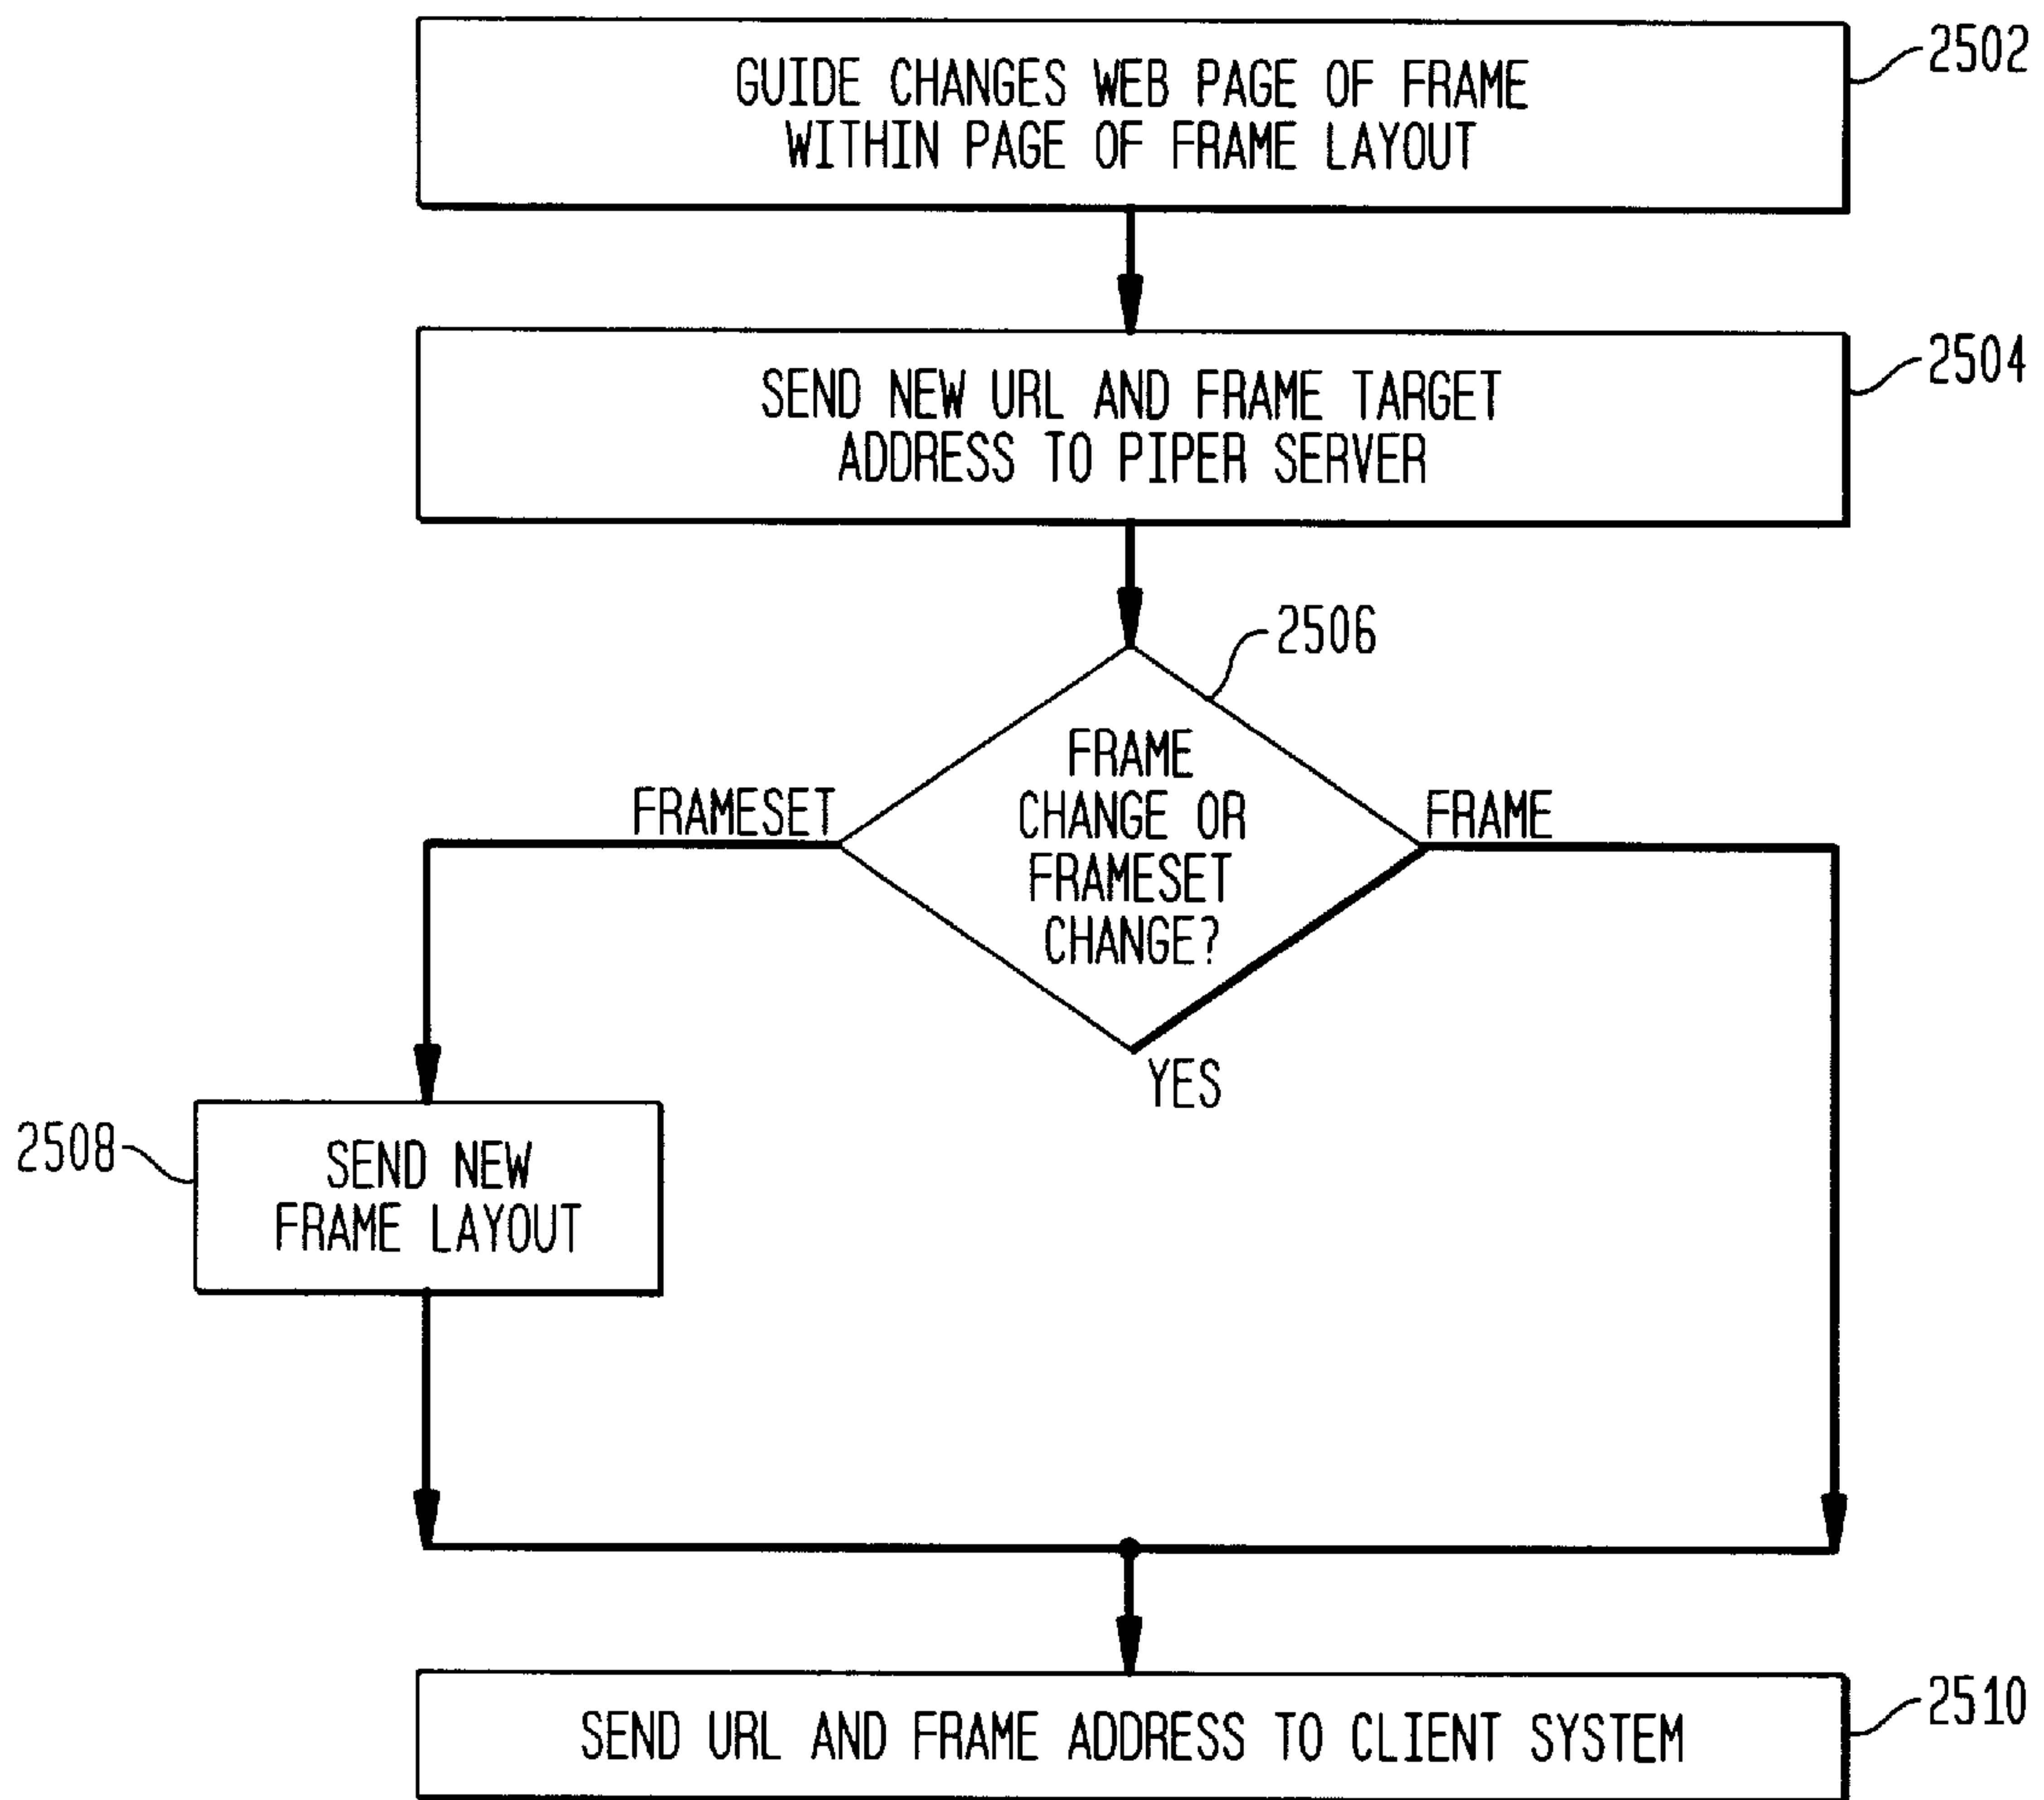 GUIDE CHANGES WEB PAGE OF FRAME
WITHIN PAGE OF FRAME LAYOUT
2502
SEND NEW URL AND FRAME TARGET
ADDRESS TO PIPER SERVER
2504
2506
FRAME
CHANGE OR
FRAMESET
CHANGE?
FRAMESET
FRAME
YES
2508
SEND NEW
FRAME LAYOUT
SEND URL AND FRAME ADDRESS TO CLIENT SYSTEM
2510